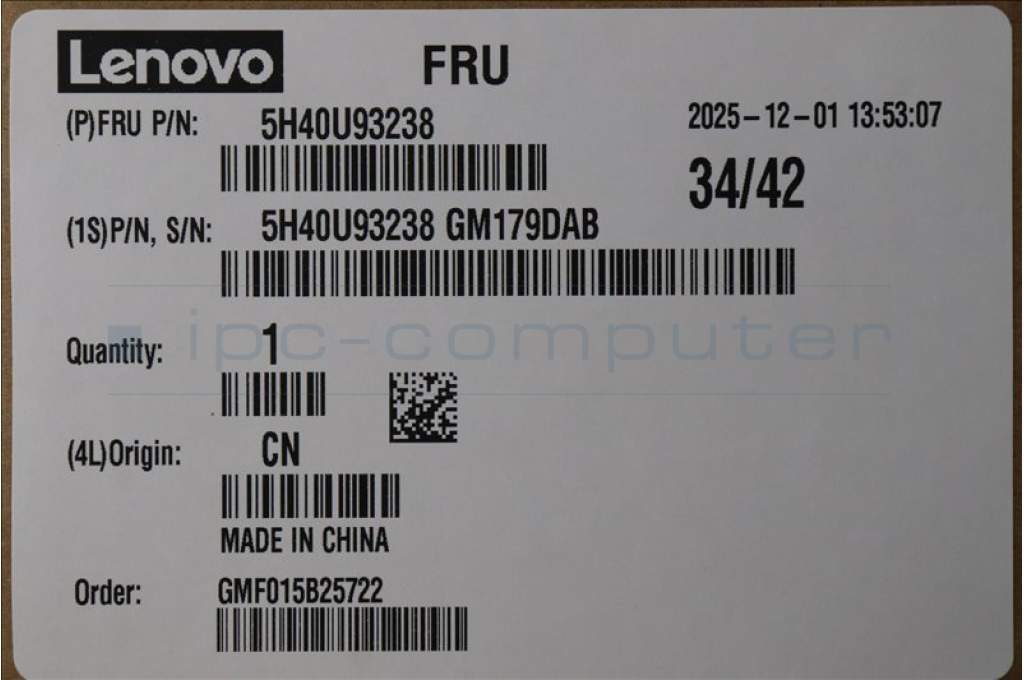 Lenovo
FRU
(P)FRU P/N: 5H40U93238
2025-12-01 13:53:07
34/42
(1S)P/N, S/N: 5H40U93238 GM179DAB
ipc-computer
Quantity: 1
(4L)Origin: CN
MADE IN CHINA
Order: GMF015B25722